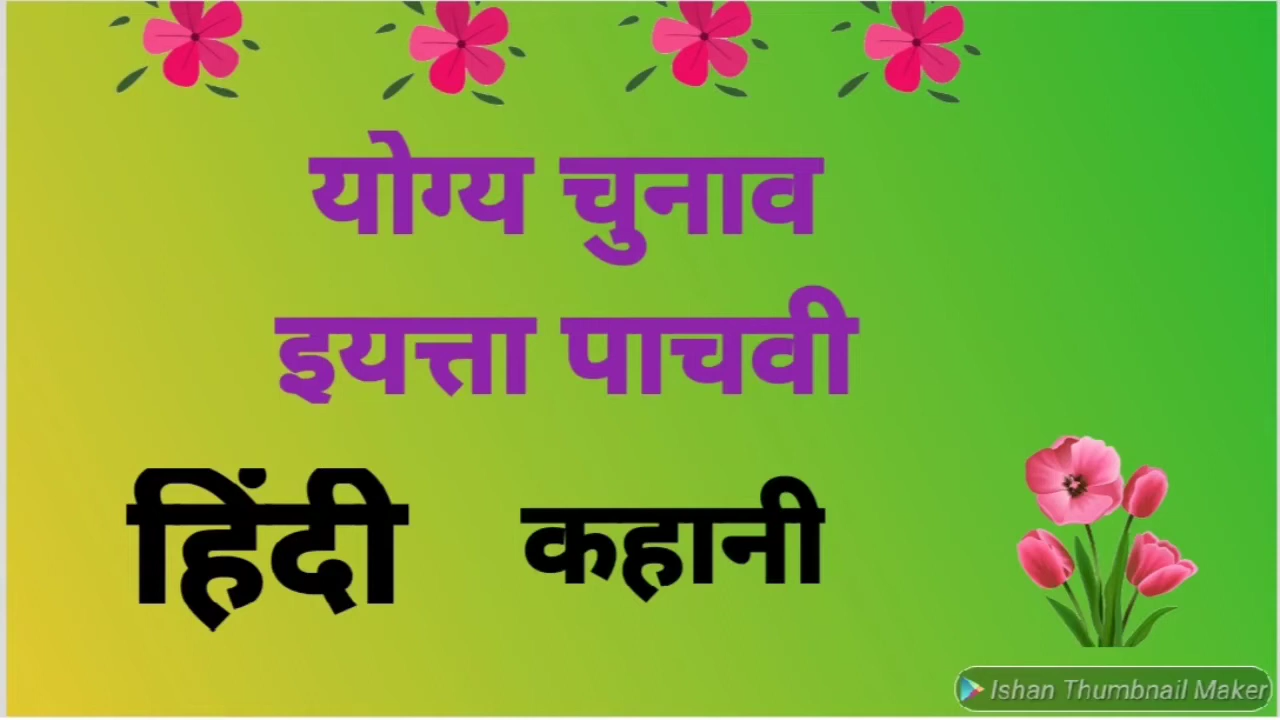 योग्य चुनाव
इयत्ता पाचवी
हिंदी कहानी
Ishan Thumbnail Maker